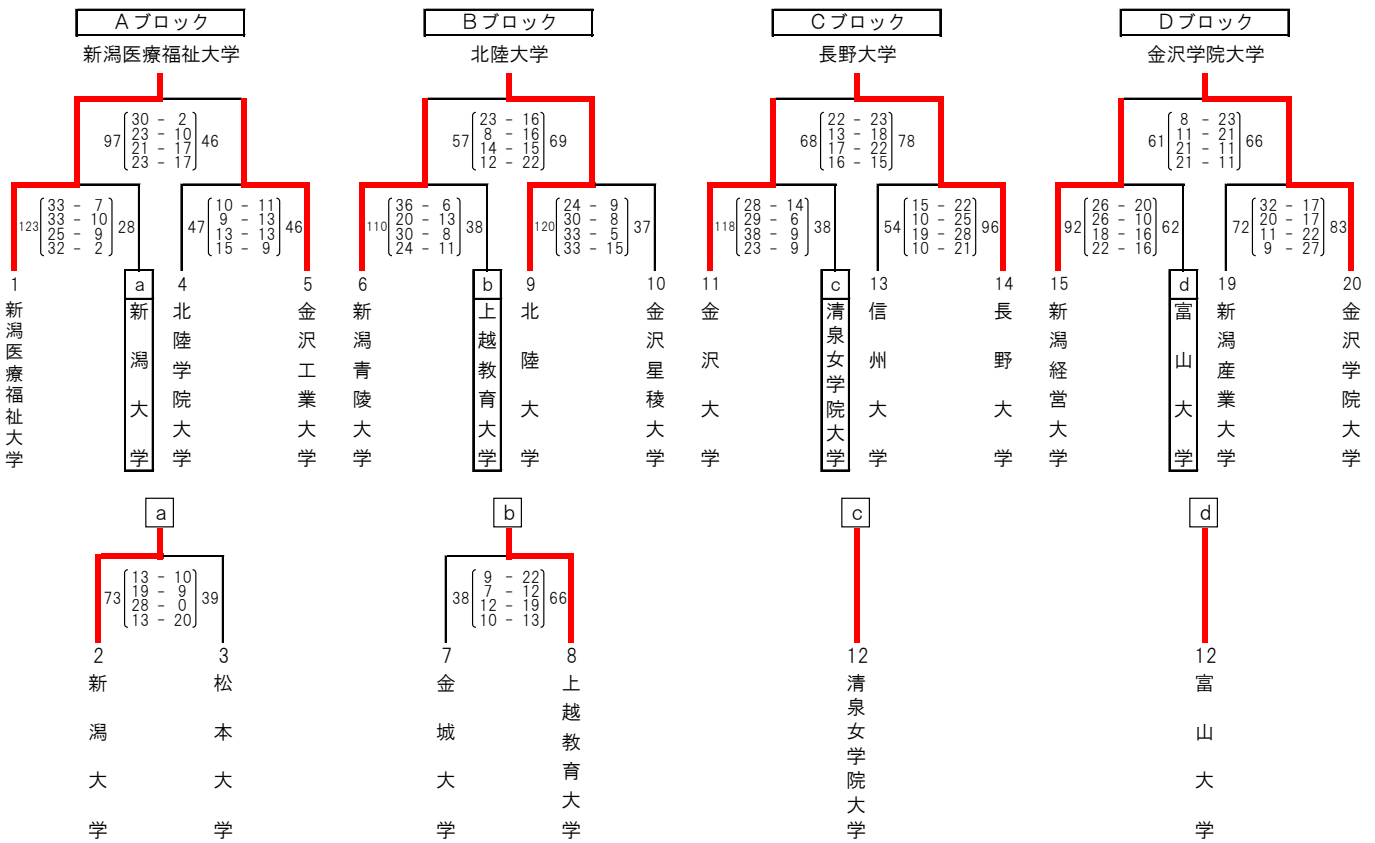 Aブロック
新潟医療福祉大学
97 46
30 - 2
23 - 10
21 - 17
23 - 17
123 28
33 - 7
33 - 10
25 - 9
32 - 2
47 46
10 - 11
9 - 13
13 - 13
15 - 9
1
新潟医療福祉大学
a
新潟大学
4
北陸学院大学
5
金沢工業大学
a
73 39
13 - 10
19 - 9
28 - 0
13 - 20
2
新潟大学
3
松本大学
Bブロック
北陸大学
57 69
23 - 16
8 - 16
14 - 15
12 - 22
110 38
36 - 6
20 - 13
30 - 8
24 - 11
120 37
24 - 9
30 - 8
33 - 5
33 - 15
6
新潟青陵大学
b
上越教育大学
9
北陸大学
10
金沢星稜大学
b
38 66
9 - 22
7 - 12
12 - 19
10 - 13
7
金城大学
8
上越教育大学
Cブロック
長野大学
68 78
22 - 23
13 - 18
17 - 22
16 - 15
118 38
28 - 14
29 - 6
38 - 9
23 - 9
54 96
15 - 22
10 - 25
19 - 28
10 - 21
11
金沢大学
c
清泉女学院大学
13
信州大学
14
長野大学
c
12
清泉女学院大学
Dブロック
金沢学院大学
61 66
8 - 23
11 - 21
21 - 11
21 - 11
92 62
26 - 20
26 - 10
18 - 16
22 - 16
72 83
32 - 17
20 - 17
11 - 22
9 - 27
15
新潟経営大学
d
富山大学
19
新潟産業大学
20
金沢学院大学
d
12
富山大学